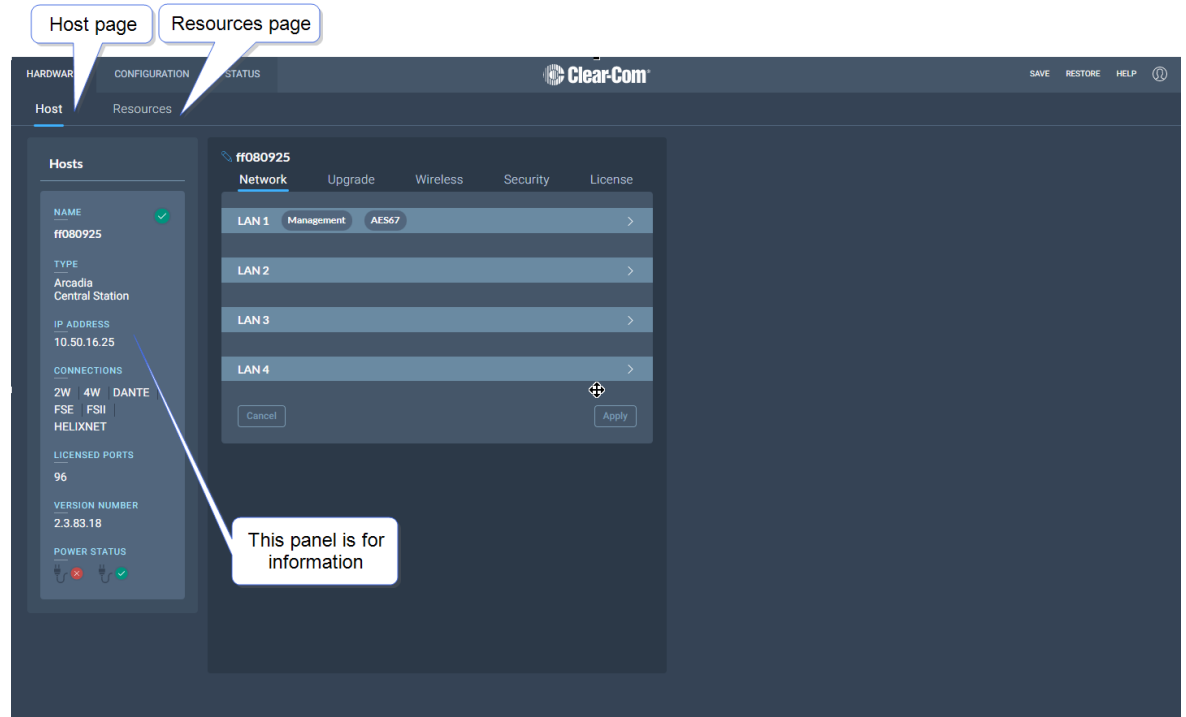 Host page
Resources page
HARDWAR
CONFIGURATION
STATUS
Clear-Com
SAVE
RESTORE
HELP
Host
Resources
Hosts
NAME
ff080925
TYPE
Arcadia
Central Station
IP ADDRESS
10.50.16.25
CONNECTIONS
2W 4W DANTE
FSE FSII
HELIXNET
LICENSED PORTS
96
VERSION NUMBER
2.3.83.18
POWER STATUS
ff080925
Network Upgrade Wireless Security License
LAN 1 Management AES67
LAN 2
LAN 3
LAN 4
Cancel
Apply
This panel is for
information